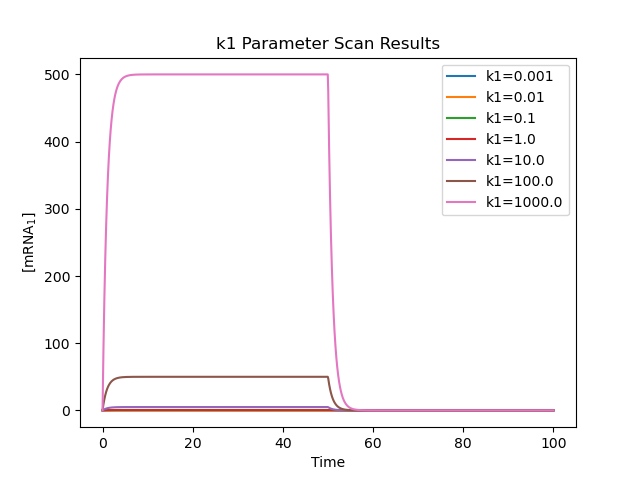 k1 Parameter Scan Results
500
400
300
200
100
0
[mRNA₁]
0
20
40
60
80
100
Time
k1=0.001
k1=0.01
k1=0.1
k1=1.0
k1=10.0
k1=100.0
k1=1000.0